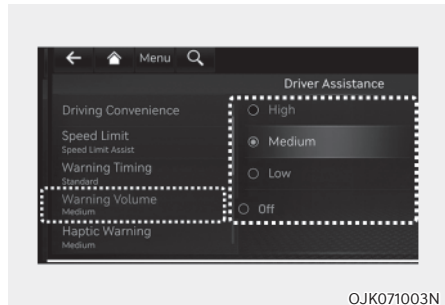 Menu
Driver Assistance
Driving Convenience
Speed Limit
Speed Limit Assist
Warning Timing
Standard
Warning Volume
Medium
Haptic Warning
Medium
High
Medium
Low
Off
OJK071003N